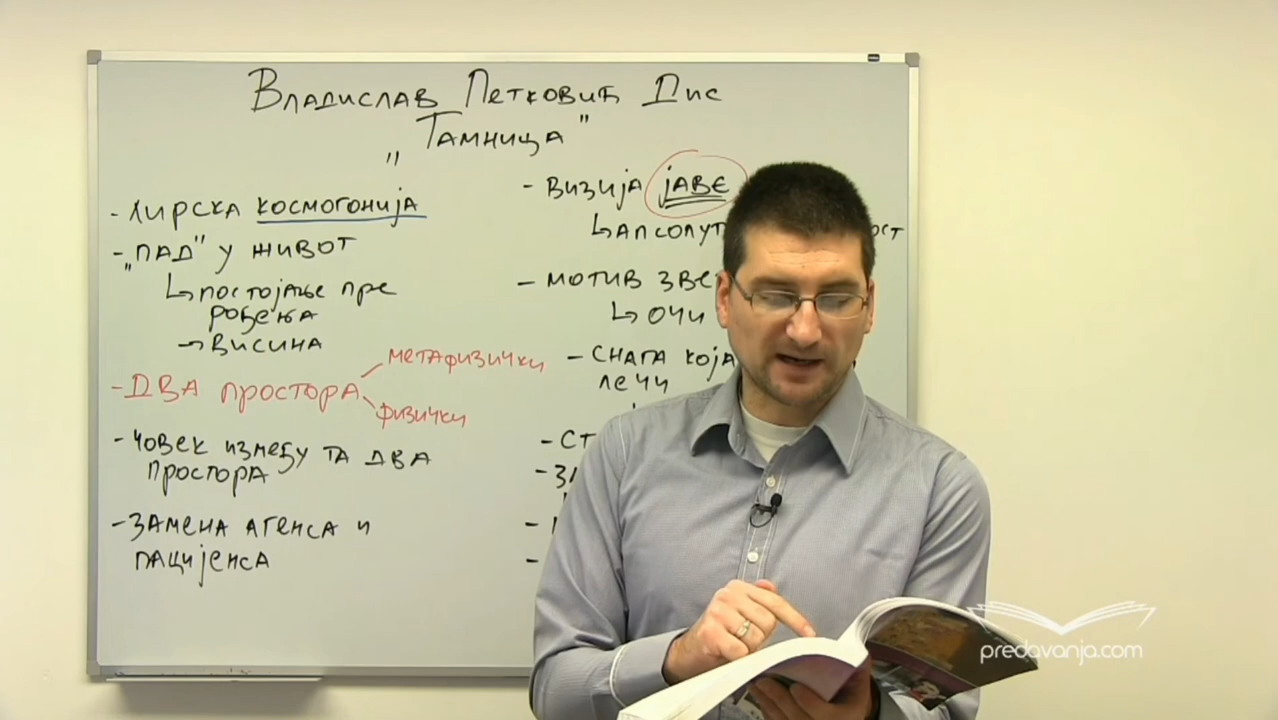 Владислав Петковић Дис
"Тамница"
- Лирска космогонија
- „Пад" у живот
↳ постојање пре
рођења
→ висина
- Два простора
метафизички
физички
- Човек између та два
простора
- Замена агенса и
пацијенса
- Визија јаве
↳ апсолут
- мотив
↳ очи
- снага која
лечи
predavanja.com